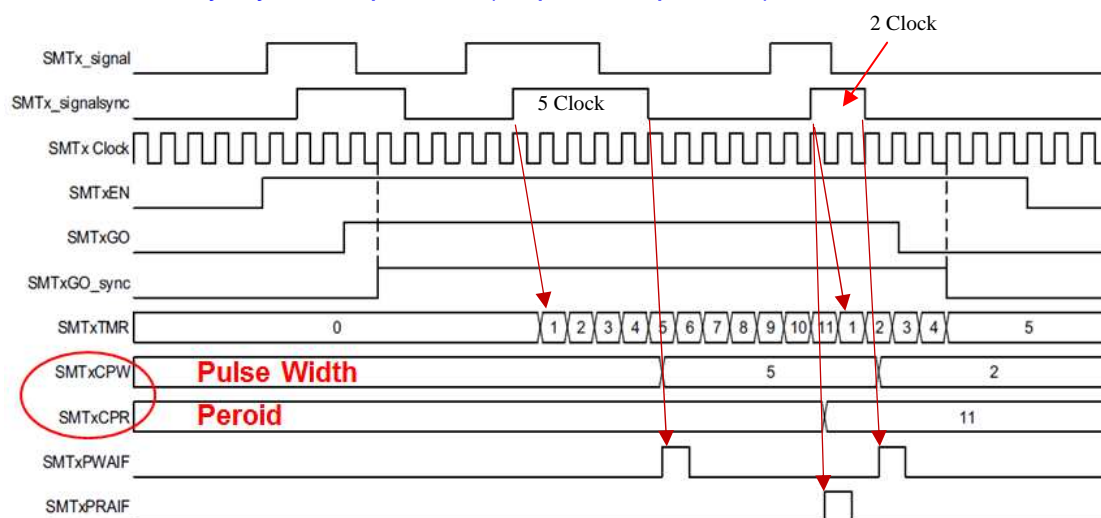 2 Clock
SMTx_signal
SMTx_signalsync
5 Clock
SMTx Clock
SMTxEN
SMTxGO
SMTxGO_sync
SMTxTMR 0 1 2 3 4 5 6 7 8 9 10 11 1 2 3 4 5
SMTxCPW Pulse Width 5 2
SMTxCPR Peroid 11
SMTxPWAIF
SMTxPRAIF